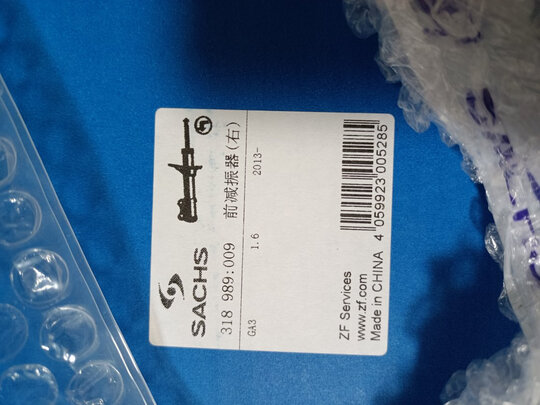 SACHS
318 989:009
前减振器(右)
GA3 1.6 2013-
4 059923 005285
ZF Services
www.zf.com
Made in CHINA